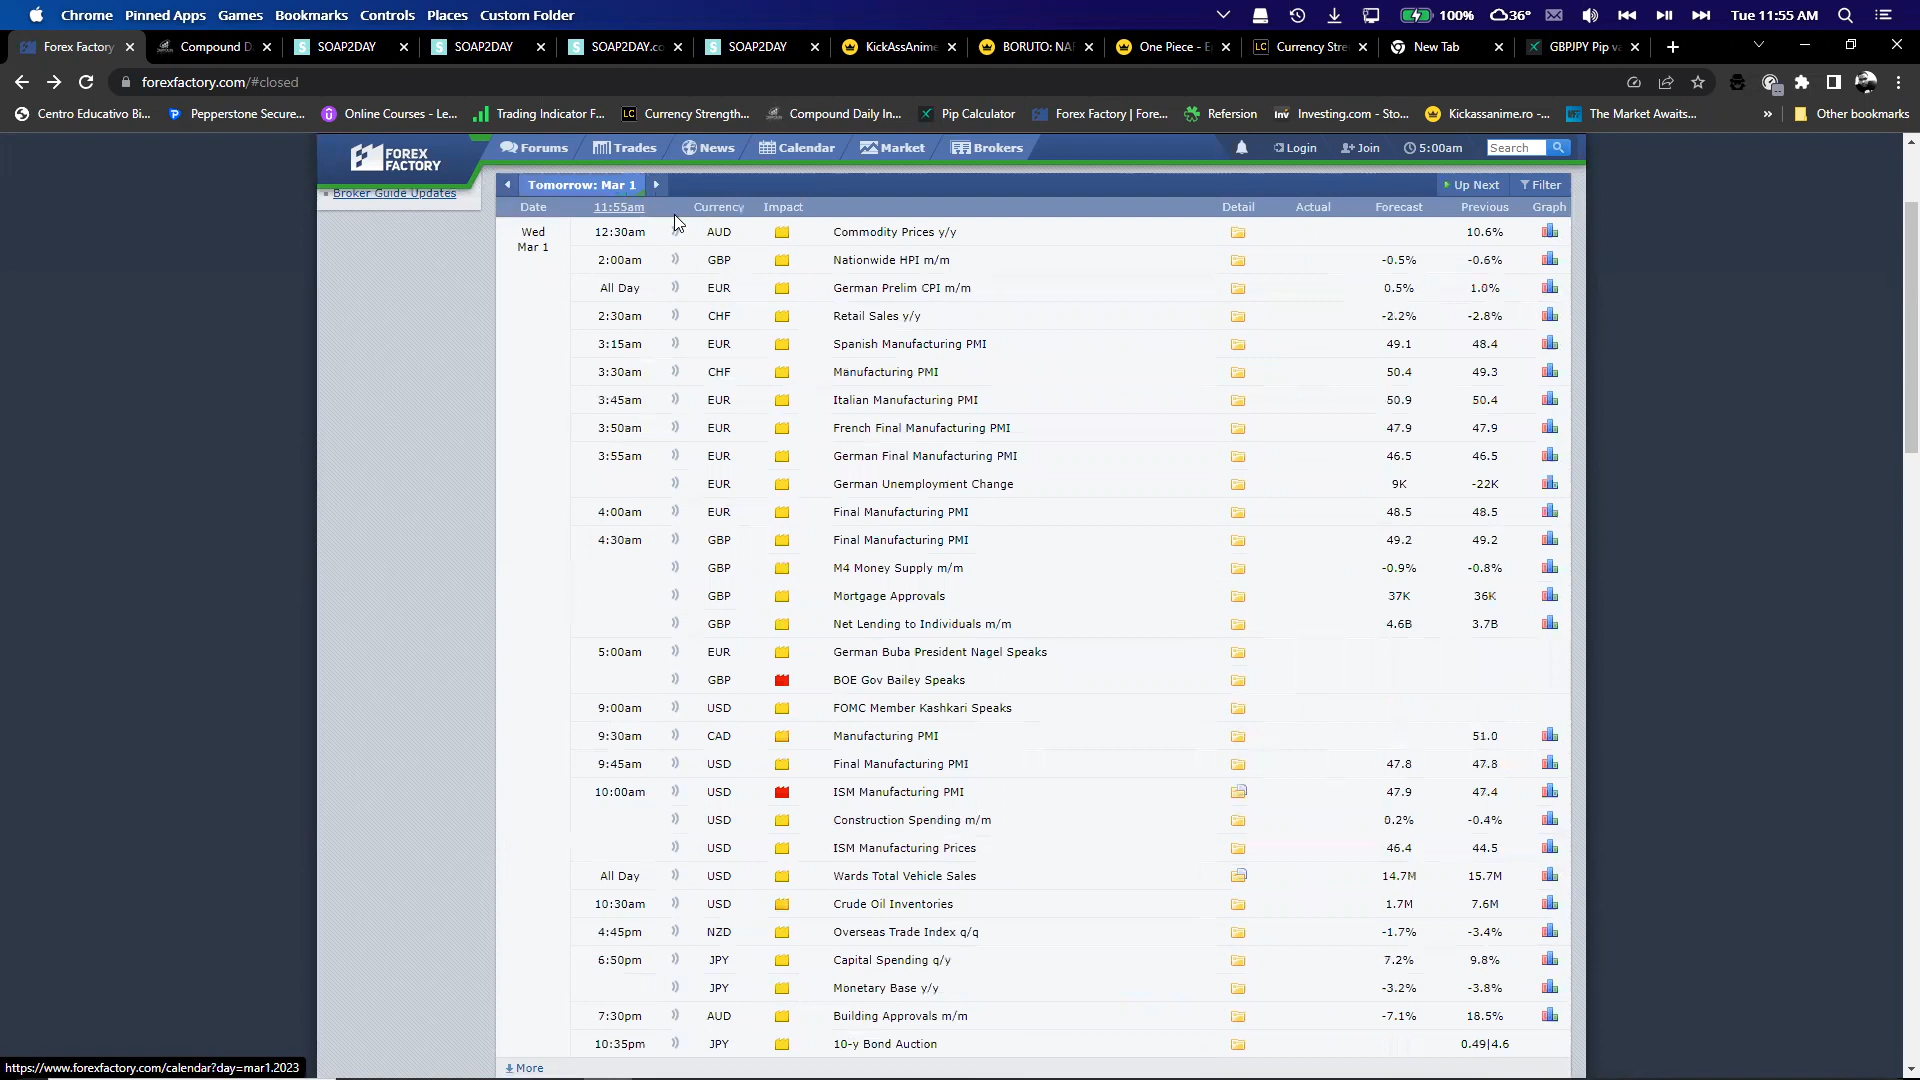 Chrome Pinned Apps Games Bookmarks Controls Places Custom Folder 100% 36° Tue 11:55 AM
Forex Factory Compound D SOAP2DAY SOAP2DAY SOAP2DAY.co SOAP2DAY KickAssAnime BORUTO: NAR One Piece - E Currency Stre New Tab GBPJPY Pip va
forexfactory.com/#closed
Centro Educativo Bi... Pepperstone Secure... Online Courses - Le... Trading Indicator F... Currency Strength... Compound Daily In... Pip Calculator Forex Factory | Fore... Refersion Investing.com - Sto... Kickassanime.ro -... The Market Awaits... » Other bookmarks
FOREX FACTORY Forums Trades News Calendar Market Brokers Login Join 5:00am Search
Broker Guide Updates
Tomorrow: Mar 1 Up Next Filter
Date 11:55am Currency Impact Detail Actual Forecast Previous Graph
Wed Mar 1 12:30am AUD Commodity Prices y/y 10.6%
2:00am GBP Nationwide HPI m/m -0.5% -0.6%
All Day EUR German Prelim CPI m/m 0.5% 1.0%
2:30am CHF Retail Sales y/y -2.2% -2.8%
3:15am EUR Spanish Manufacturing PMI 49.1 48.4
3:30am CHF Manufacturing PMI 50.4 49.3
3:45am EUR Italian Manufacturing PMI 50.9 50.4
3:50am EUR French Final Manufacturing PMI 47.9 47.9
3:55am EUR German Final Manufacturing PMI 46.5 46.5
EUR German Unemployment Change 9K -22K
4:00am EUR Final Manufacturing PMI 48.5 48.5
4:30am GBP Final Manufacturing PMI 49.2 49.2
GBP M4 Money Supply m/m -0.9% -0.8%
GBP Mortgage Approvals 37K 36K
GBP Net Lending to Individuals m/m 4.6B 3.7B
5:00am EUR German Buba President Nagel Speaks
GBP BOE Gov Bailey Speaks
9:00am USD FOMC Member Kashkari Speaks
9:30am CAD Manufacturing PMI 51.0
9:45am USD Final Manufacturing PMI 47.8 47.8
10:00am USD ISM Manufacturing PMI 47.9 47.4
USD Construction Spending m/m 0.2% -0.4%
USD ISM Manufacturing Prices 46.4 44.5
All Day USD Wards Total Vehicle Sales 14.7M 15.7M
10:30am USD Crude Oil Inventories 1.7M 7.6M
4:45pm NZD Overseas Trade Index q/q -1.7% -3.4%
6:50pm JPY Capital Spending q/y 7.2% 9.8%
JPY Monetary Base y/y -3.2% -3.8%
7:30pm AUD Building Approvals m/m -7.1% 18.5%
10:35pm JPY 10-y Bond Auction 0.49|4.6
More
https://www.forexfactory.com/calendar?day=mar1.2023